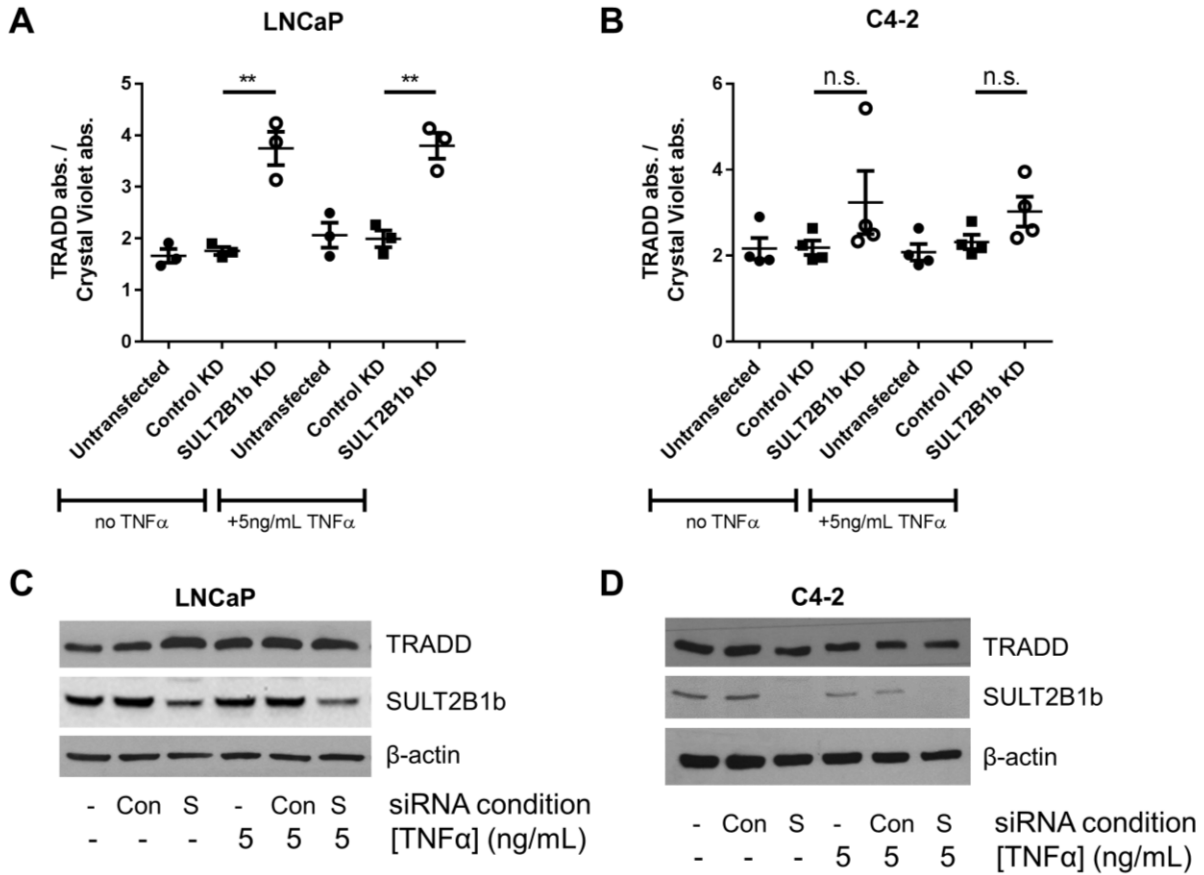 A
LNCaP
TRADD abs. /
Crystal Violet abs.
5
4
3
2
1
0
**
**
Untransfected
Control KD
SULT2B1b KD
Untransfected
Control KD
SULT2B1b KD
no TNFα
+5ng/mL TNFα
B
C4-2
TRADD abs. /
Crystal Violet abs.
6
4
2
0
n.s.
n.s.
Untransfected
Control KD
SULT2B1b KD
Untransfected
Control KD
SULT2B1b KD
no TNFα
+5ng/mL TNFα
C
LNCaP
TRADD
SULT2B1b
β-actin
- Con S - Con S siRNA condition
- - - 5 5 5 [TNFα] (ng/mL)
D
C4-2
TRADD
SULT2B1b
β-actin
- Con S - Con S siRNA condition
- - - 5 5 5 [TNFα] (ng/mL)